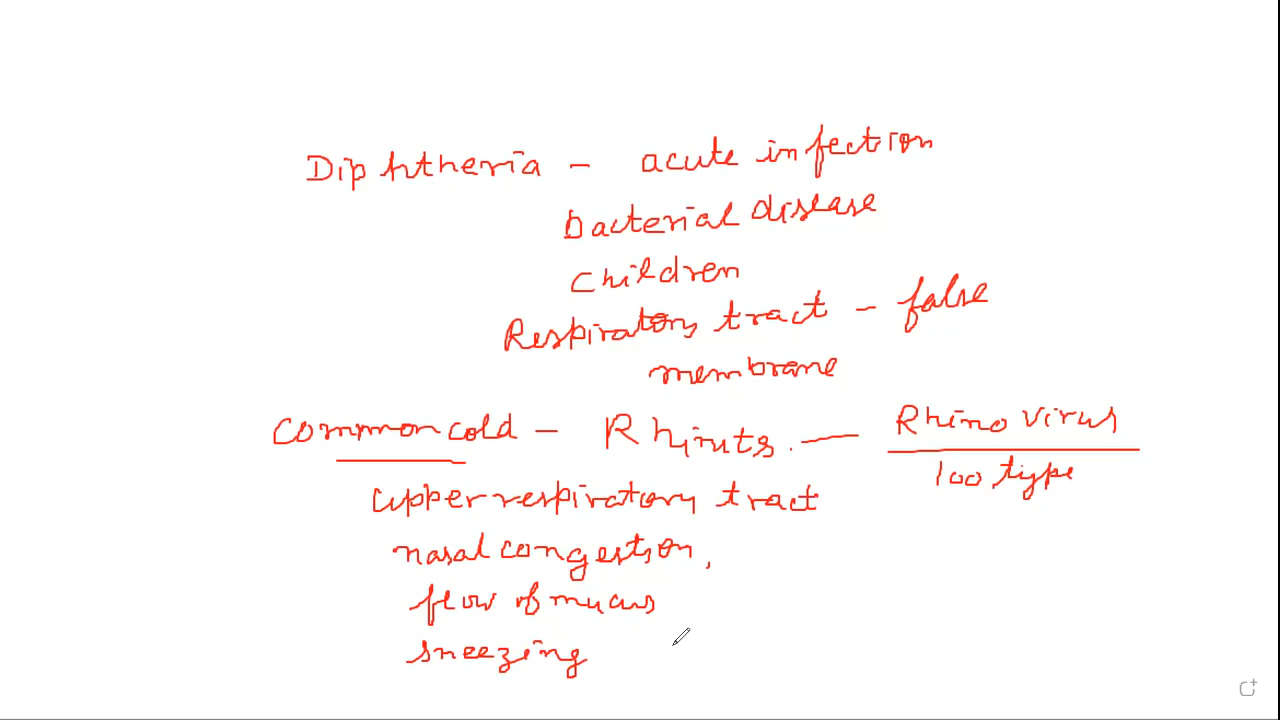 Diphtheria - acute infection
bacterial disease
children
Respiratory tract - false
membrane
Common cold - Rhinits. - Rhino virus
100 type
upper respiratory tract
nasal congestion,
flow of mucus
sneezing